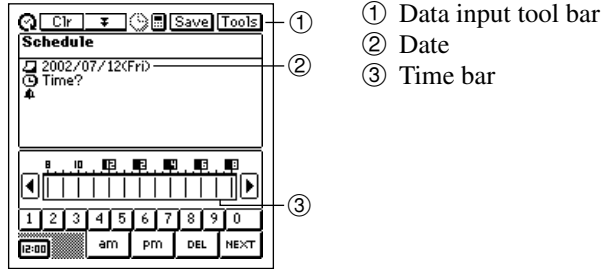 Clr Save Tools ①
Schedule
2002/07/12(Fri) ②
Time?
8 10 12 2 4 6 8
③
1 2 3 4 5 6 7 8 9 0
12:00 am pm DEL NEXT
① Data input tool bar
② Date
③ Time bar